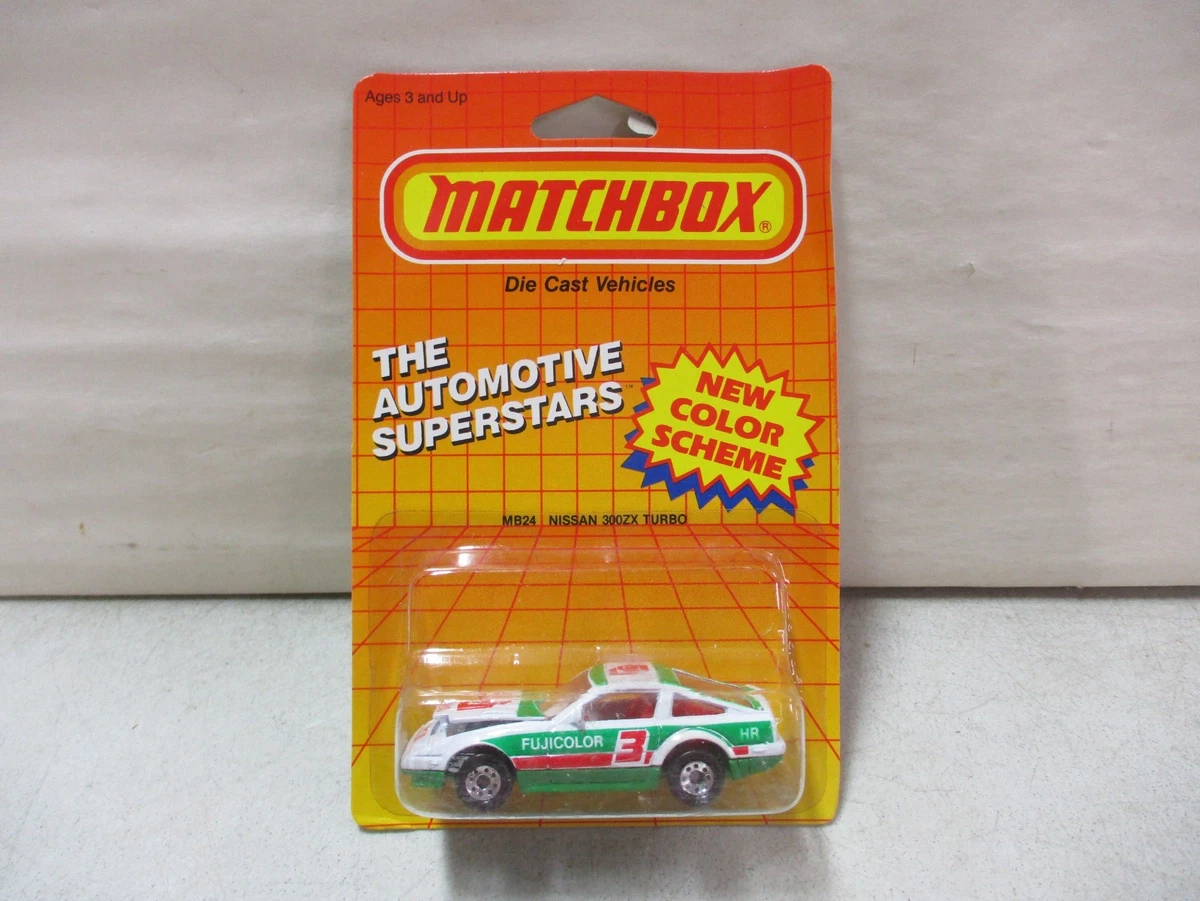 Ages 3 and Up
MATCHBOX®
Die Cast Vehicles
THE
AUTOMOTIVE
SUPERSTARS™
NEW
COLOR
SCHEME
MB24 NISSAN 300ZX TURBO
FUJICOLOR 3 HR